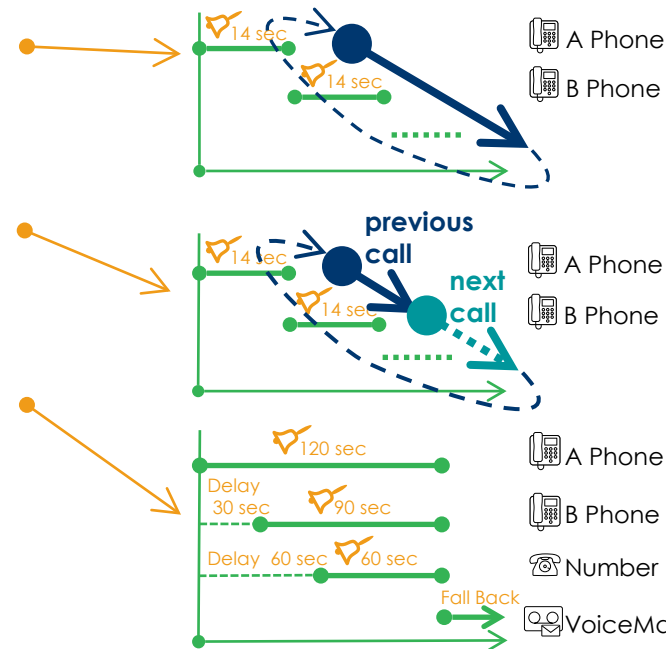 14 sec
A Phone
14 sec
B Phone
previous
call
14 sec
A Phone
next
call
14 sec
B Phone
120 sec
A Phone
Delay
30 sec
90 sec
B Phone
Delay 60 sec
60 sec
Number
Fall Back
VoiceMa